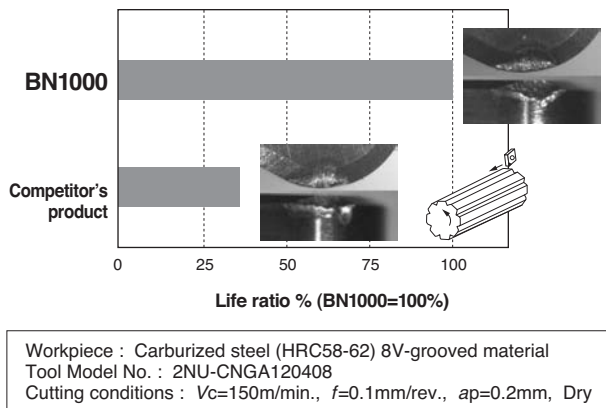 BN1000
Competitor's
product
0 25 50 75 100
Life ratio % (BN1000=100%)
Workpiece : Carburized steel (HRC58-62) 8V-grooved material
Tool Model No. : 2NU-CNGA120408
Cutting conditions : Vc=150m/min., f=0.1mm/rev., ap=0.2mm, Dry